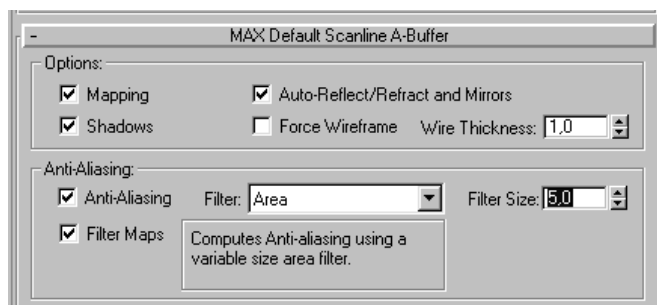 - MAX Default Scanline A-Buffer
Options:
Mapping Auto-Reflect/Refract and Mirrors
Shadows Force Wireframe Wire Thickness: 1,0
Anti-Aliasing:
Anti-Aliasing Filter: Area Filter Size: 5,0
Filter Maps
Computes Anti-aliasing using a
variable size area filter.